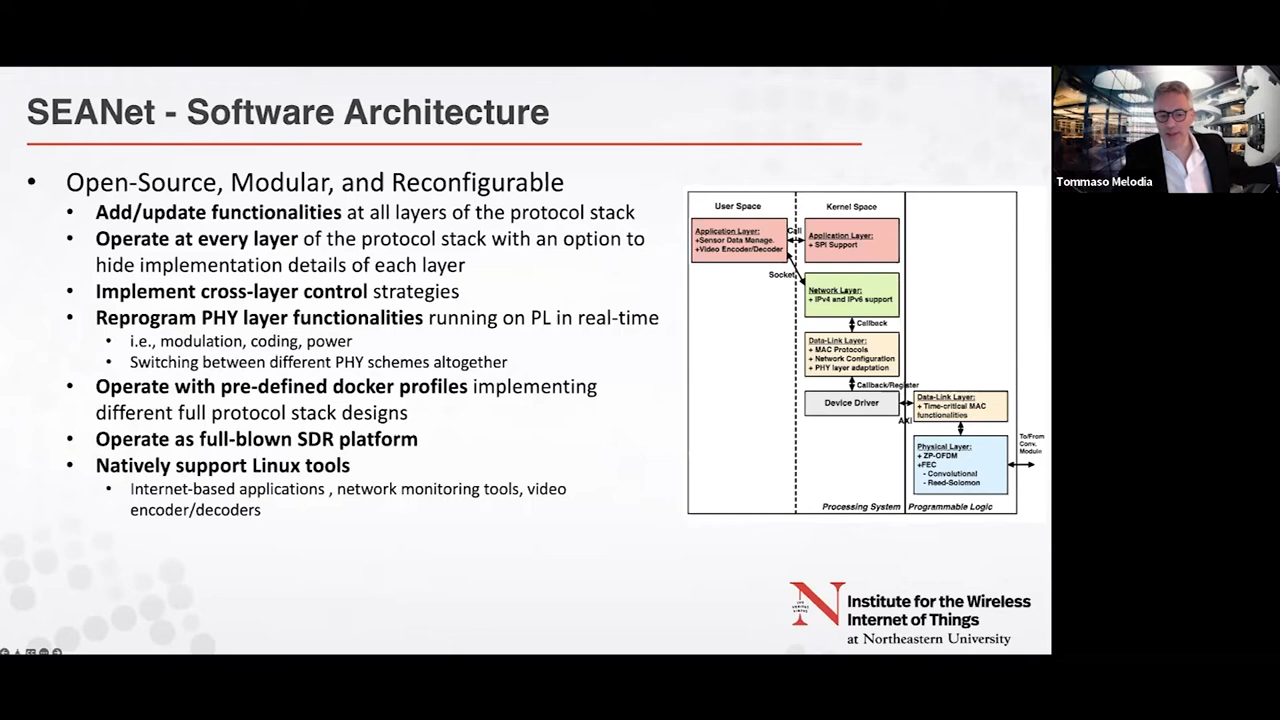 SEANet - Software Architecture
• Open-Source, Modular, and Reconfigurable
• Add/update functionalities at all layers of the protocol stack
• Operate at every layer of the protocol stack with an option to
hide implementation details of each layer
• Implement cross-layer control strategies
• Reprogram PHY layer functionalities running on PL in real-time
• i.e., modulation, coding, power
• Switching between different PHY schemes altogether
• Operate with pre-defined docker profiles implementing
different full protocol stack designs
• Operate as full-blown SDR platform
• Natively support Linux tools
• Internet-based applications , network monitoring tools, video
encoder/decoders
User Space
Kernel Space
Application Layer:
+Sensor Data Manage.
+Video Encoder/Decoder
Call
Application Layer:
+ SPI Support
Socket
Network Layer:
+ IPv4 and IPv6 support
Callback
Data-Link Layer:
+ MAC Protocols
+ Network Configuration
+ PHY layer adaptation
Callback/Register
Device Driver
AXI
Data-Link Layer:
+ Time-critical MAC
functionalities
Physical Layer:
+ ZP-OFDM
+FEC
- Convolutional
- Reed-Solomon
To/From
Conv.
Module
Processing System
Programmable Logic
N
Institute for the Wireless
Internet of Things
at Northeastern University
Tommaso Melodia